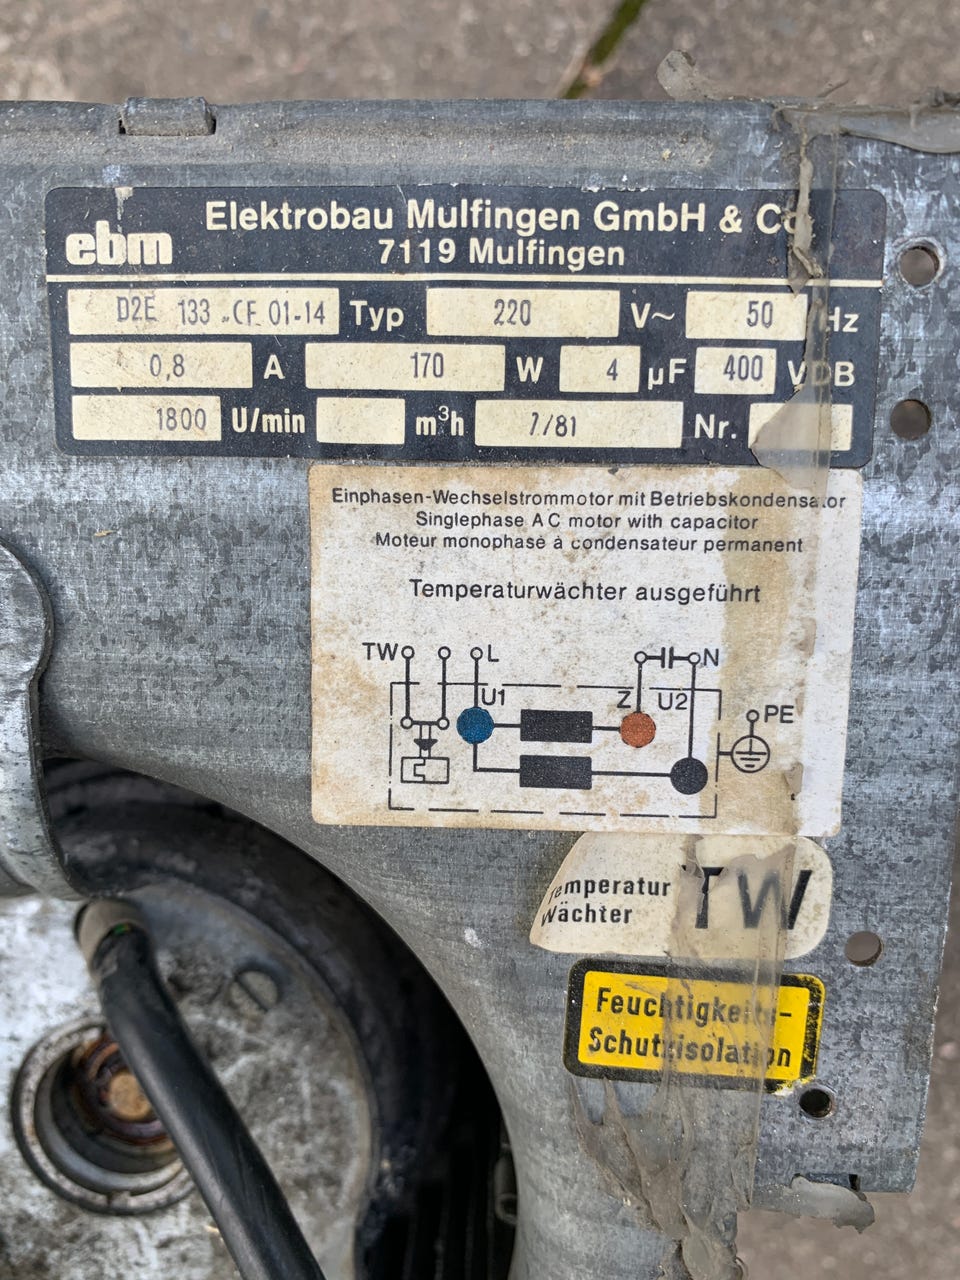 ebm
Elektrobau Mulfingen GmbH & Co
7119 Mulfingen
D2E 133 -CF 01-14 Typ 220 V~ 50 Hz
0,8 A 170 W 4 µF 400 VDB
1800 U/min m³h 7/81 Nr.
Einphasen-Wechselstrommotor mit Betriebskondensator
Singlephase AC motor with capacitor
Moteur monophasé à condensateur permanent
Temperaturwächter ausgeführt
TW L N
U1 Z U2
PE
Temperatur
Wächter
TW
Feuchtigkeits-
Schutzisolation